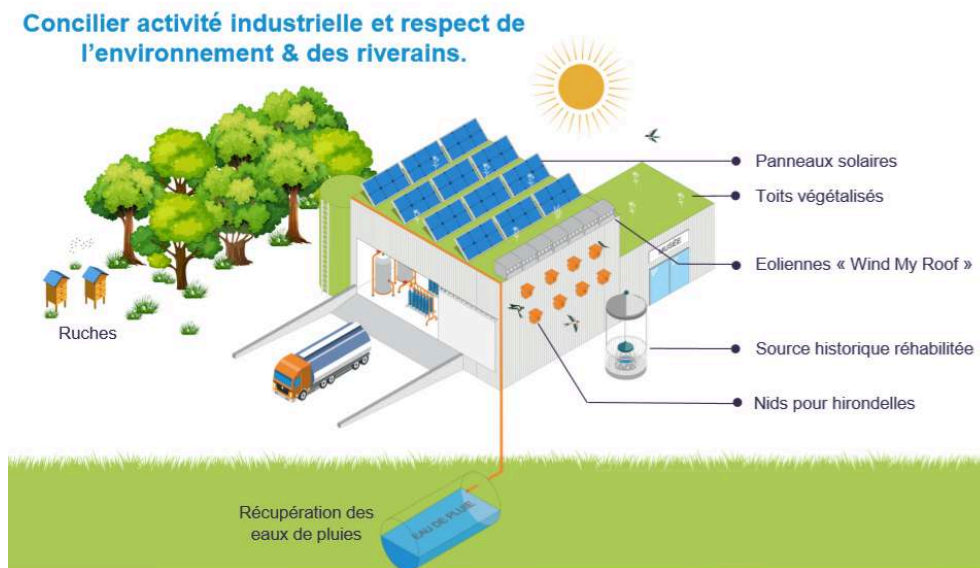 Concilier activité industrielle et respect de
l'environnement & des riverains.
Panneaux solaires
Toits végétalisés
MUSÉE
Eoliennes « Wind My Roof »
Ruches
Source historique réhabilitée
Nids pour hirondelles
Récupération des
eaux de pluies
EAU DE PLUIE